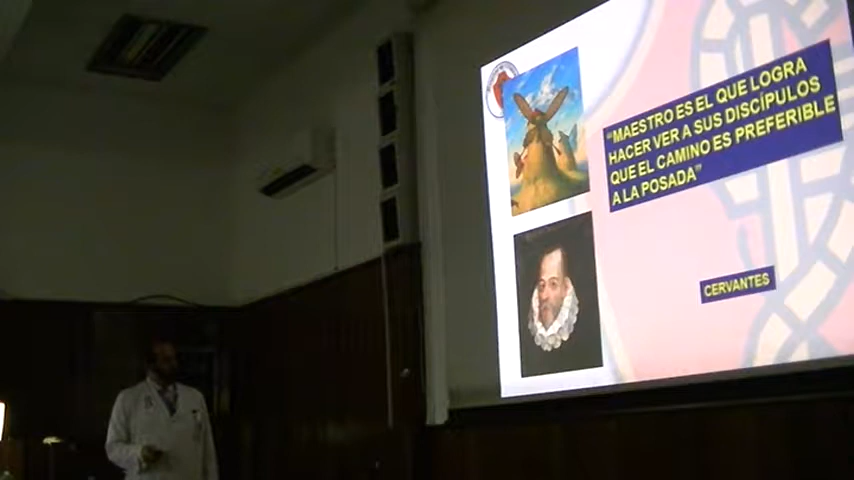 “MAESTRO ES EL QUE LOGRA
HACER VER A SUS DISCÍPULOS
QUE EL CAMINO ES PREFERIBLE
A LA POSADA”
CERVANTES